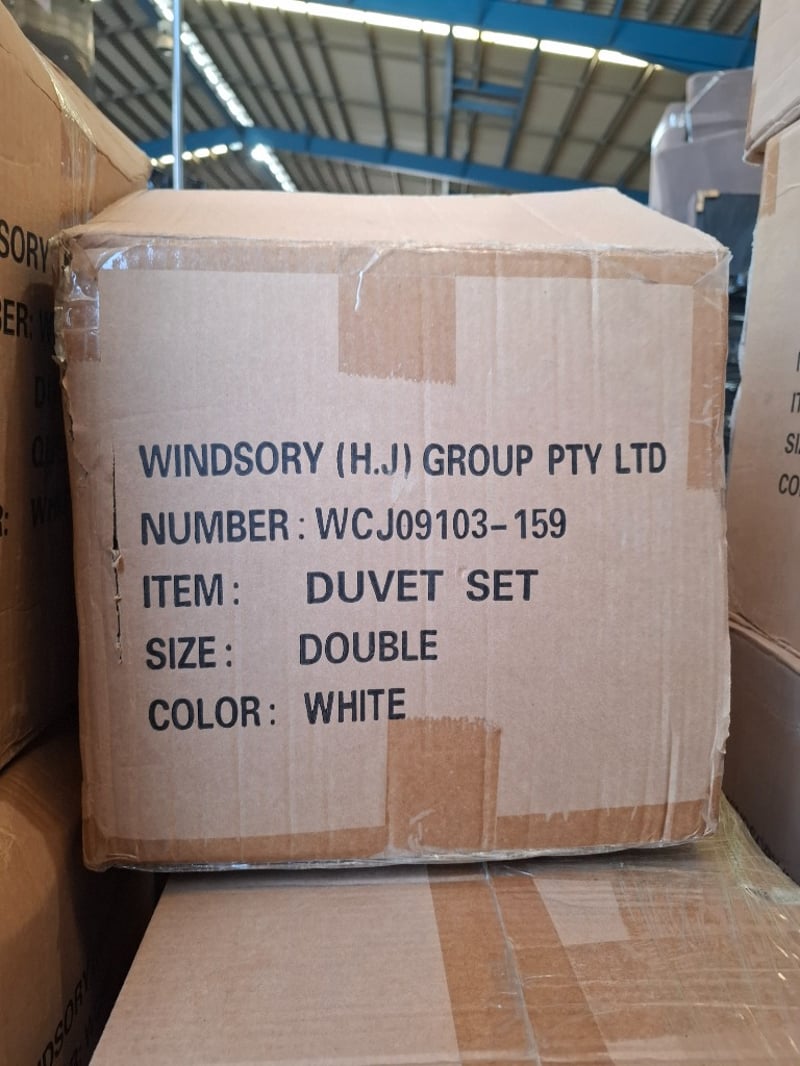 WINDSORY (H.J) GROUP PTY LTD
NUMBER: WCJ09103-159
ITEM: DUVET SET
SIZE: DOUBLE
COLOR: WHITE